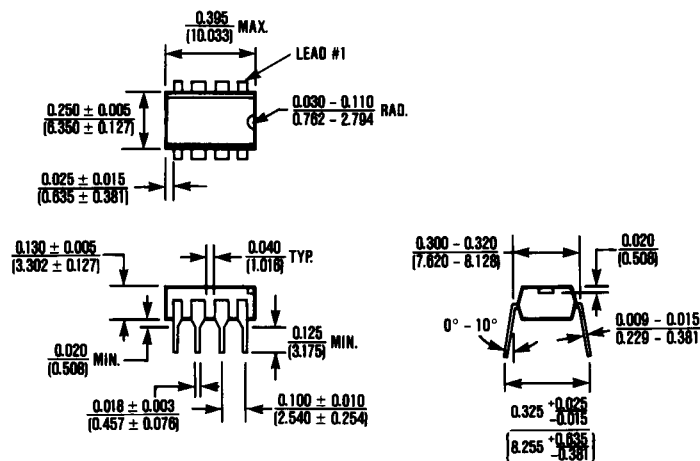 0.395
(10.033)
MAX.
LEAD #1
0.250 ± 0.005
(6.350 ± 0.127)
0.030 – 0.110
0.762 – 2.794
RAD.
0.025 ± 0.015
(0.635 ± 0.381)
0.130 ± 0.005
(3.302 ± 0.127)
0.040
(1.016)
TYP.
0.300 – 0.320
(7.620 – 8.128)
0.020
(0.508)
0.020
(0.508)
MIN.
0.125
(3.175)
MIN.
0° – 10°
0.009 – 0.015
0.229 – 0.381
0.018 ± 0.003
(0.457 ± 0.076)
0.100 ± 0.010
(2.540 ± 0.254)
0.325 +0.025 −0.015
(8.255 +0.635 −0.381)